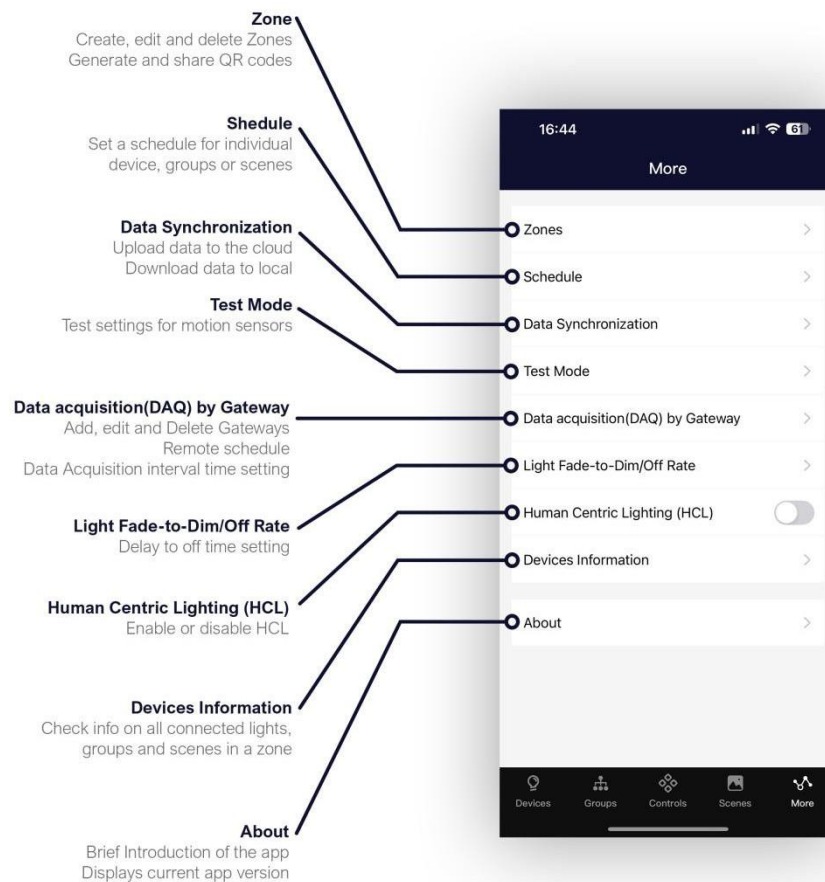 Zone
Create, edit and delete Zones
Generate and share QR codes
Shedule
Set a schedule for individual
device, groups or scenes
Data Synchronization
Upload data to the cloud
Download data to local
Test Mode
Test settings for motion sensors
Data acquisition(DAQ) by Gateway
Add, edit and Delete Gateways
Remote schedule
Data Acquisition interval time setting
Light Fade-to-Dim/Off Rate
Delay to off time setting
Human Centric Lighting (HCL)
Enable or disable HCL
Devices Information
Check info on all connected lights,
groups and scenes in a zone
About
Brief Introduction of the app
Displays current app version
16:44
61
More
Zones
Schedule
Data Synchronization
Test Mode
Data acquisition(DAQ) by Gateway
Light Fade-to-Dim/Off Rate
Human Centric Lighting (HCL)
Devices Information
About
Devices
Groups
Controls
Scenes
More